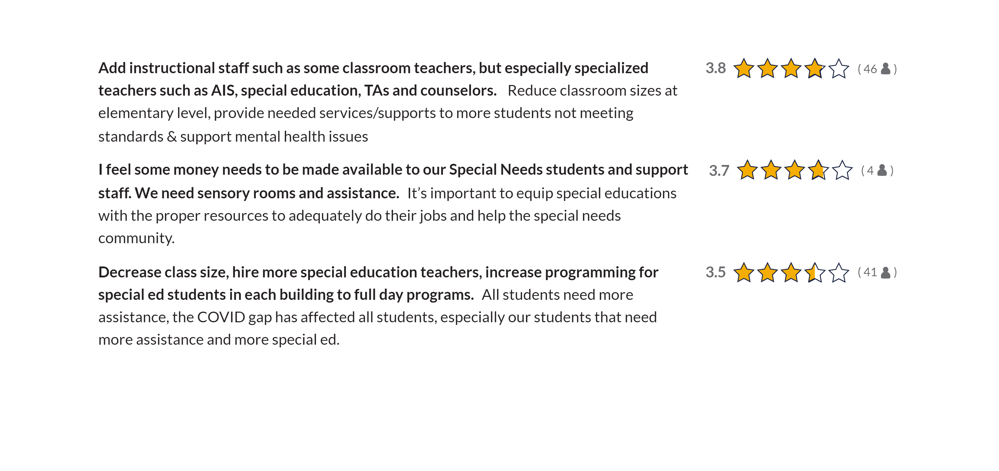 Add instructional staff such as some classroom teachers, but especially specialized 3.8 (46)
teachers such as AIS, special education, TAs and counselors. Reduce classroom sizes at
elementary level, provide needed services/supports to more students not meeting
standards & support mental health issues
I feel some money needs to be made available to our Special Needs students and support 3.7 (4)
staff. We need sensory rooms and assistance. It’s important to equip special educations
with the proper resources to adequately do their jobs and help the special needs
community.
Decrease class size, hire more special education teachers, increase programming for 3.5 (41)
special ed students in each building to full day programs. All students need more
assistance, the COVID gap has affected all students, especially our students that need
more assistance and more special ed.